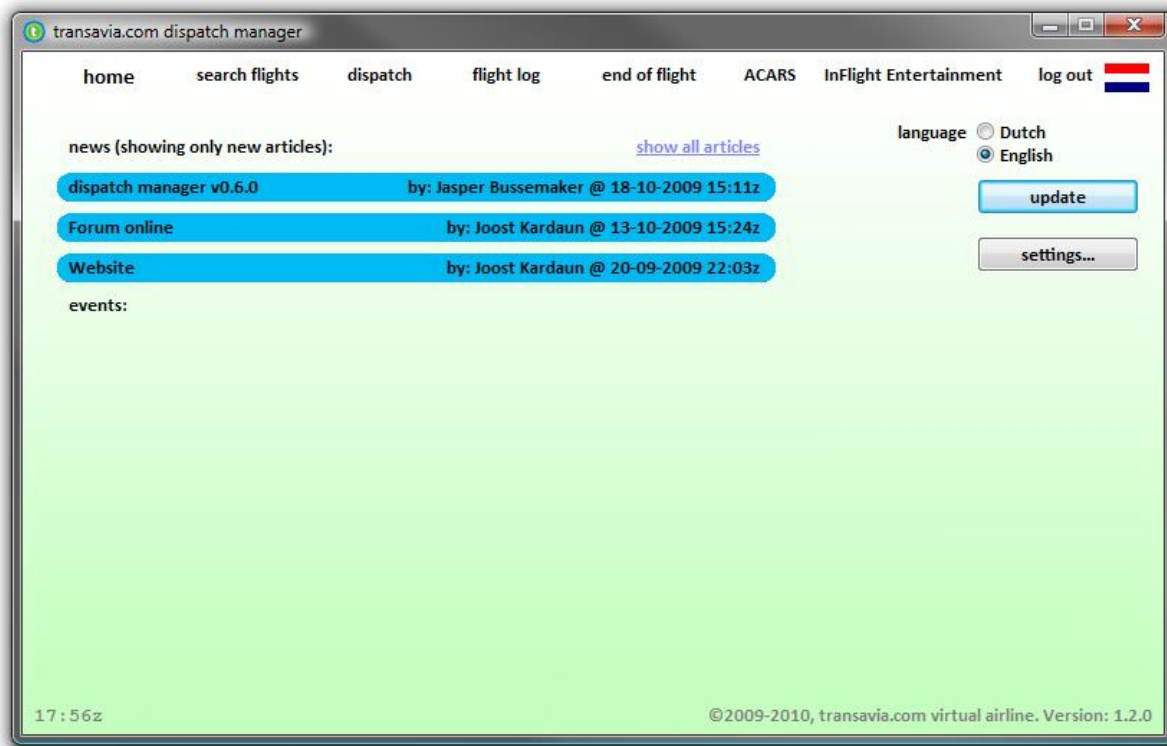 transavia.com dispatch manager
home search flights dispatch flight log end of flight ACARS InFlight Entertainment log out
language Dutch
English
news (showing only new articles): show all articles
dispatch manager v0.6.0 by: Jasper Bussemaker @ 18-10-2009 15:11z
update
Forum online by: Joost Kardaun @ 13-10-2009 15:24z
settings...
Website by: Joost Kardaun @ 20-09-2009 22:03z
events:
17:56z ©2009-2010, transavia.com virtual airline. Version: 1.2.0